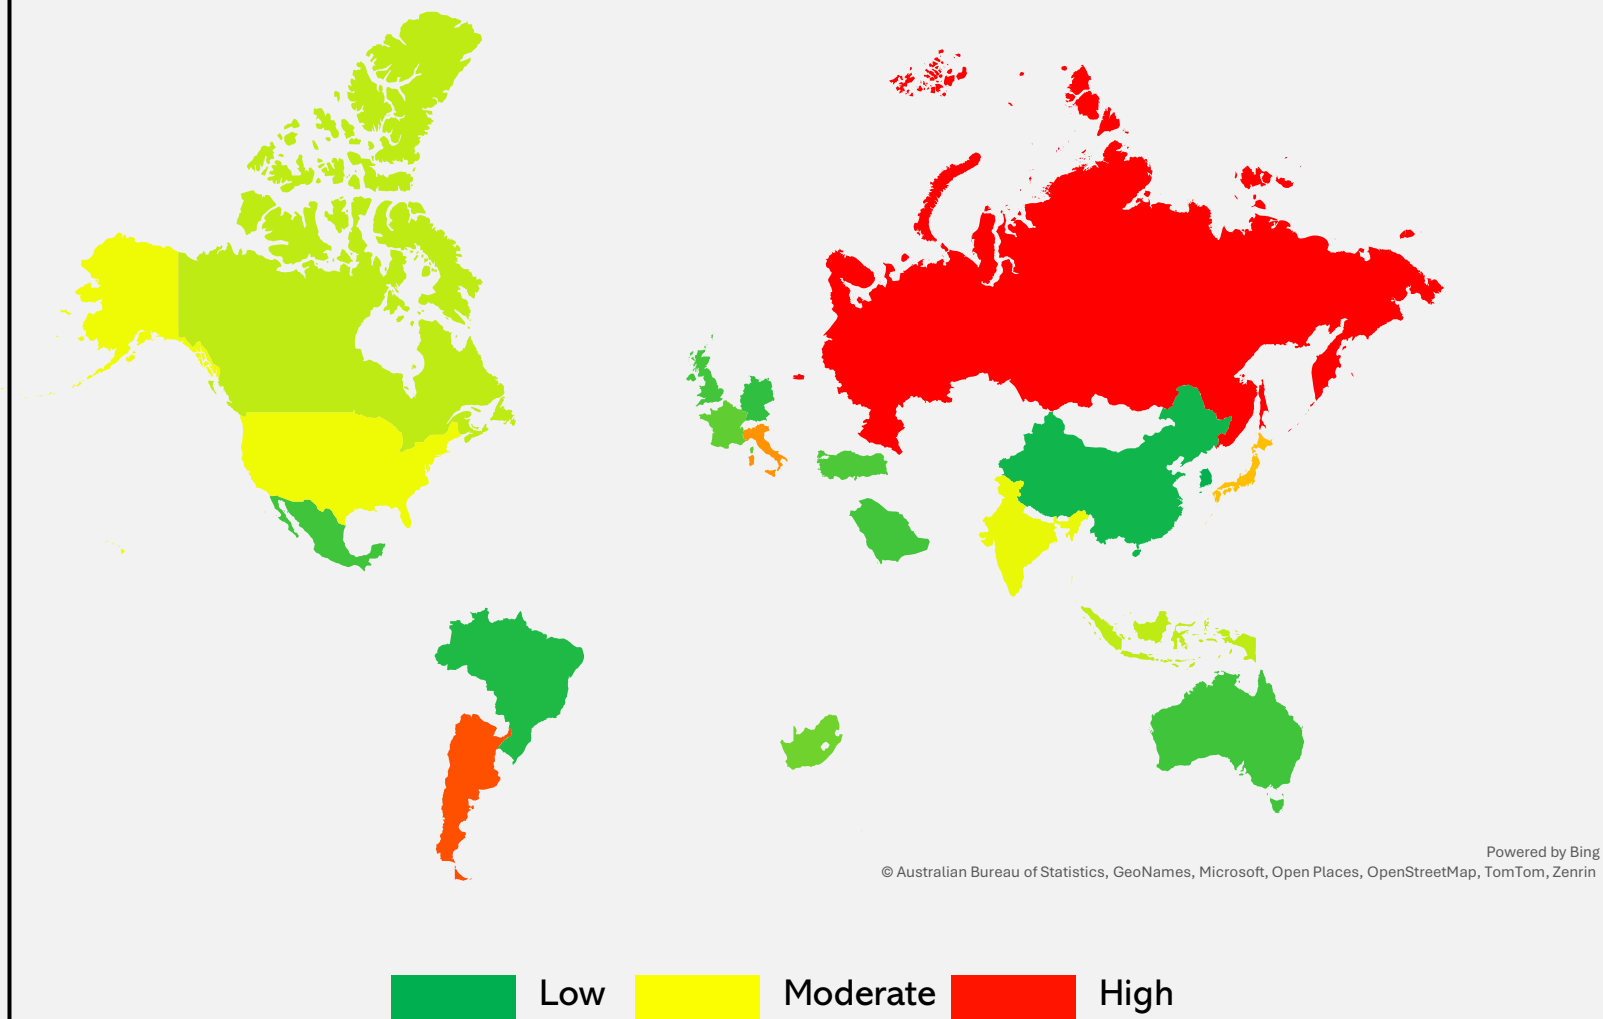 Powered by Bing
© Australian Bureau of Statistics, GeoNames, Microsoft, Open Places, OpenStreetMap, TomTom, Zenrin
Low Moderate High